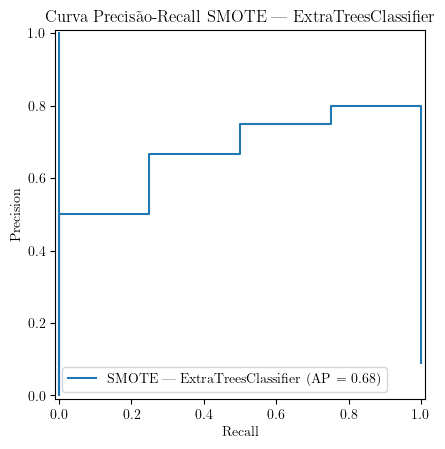 Curva Precisão-Recall SMOTE — ExtraTreesClassifier
1.0
0.8
0.6
0.4
0.2
0.0
Precision
SMOTE — ExtraTreesClassifier (AP = 0.68)
0.0 0.2 0.4 0.6 0.8 1.0
Recall